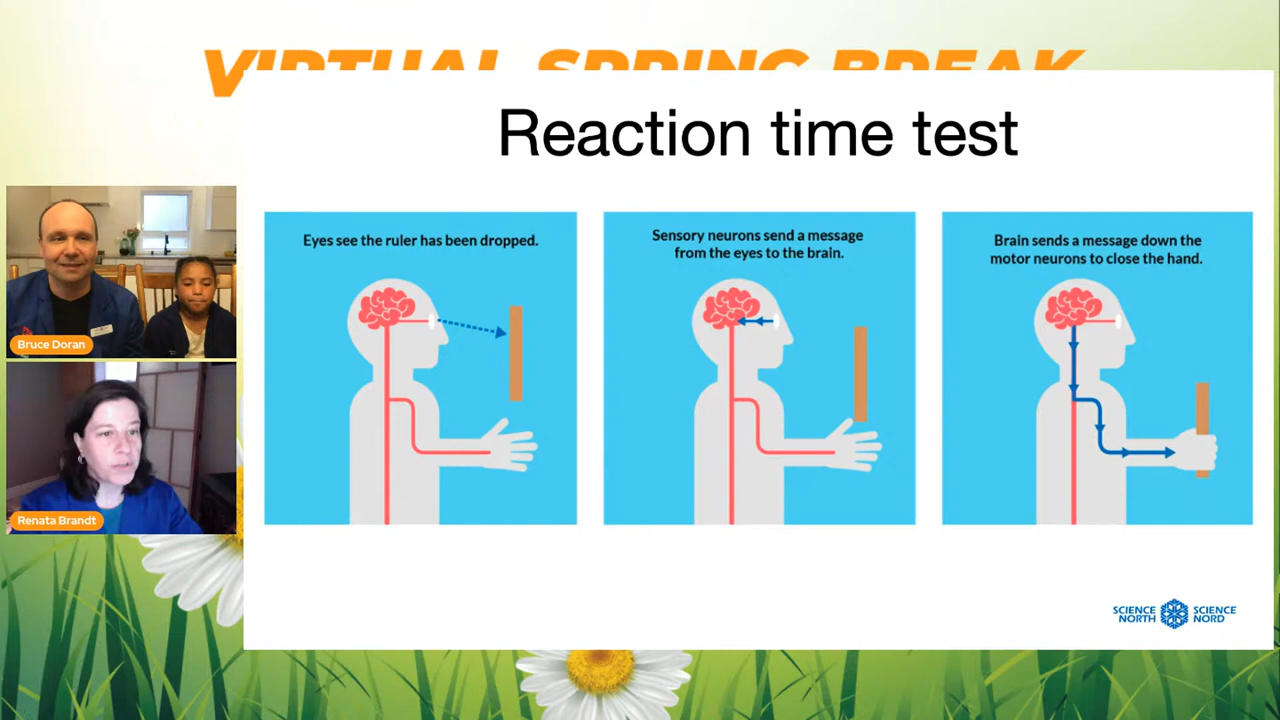 VIRTUAL SPRING BREAK
Reaction time test
Eyes see the ruler has been dropped.
Sensory neurons send a message
from the eyes to the brain.
Brain sends a message down the
motor neurons to close the hand.
Bruce Doran
Renata Brandt
SCIENCE NORTH
SCIENCE NORD